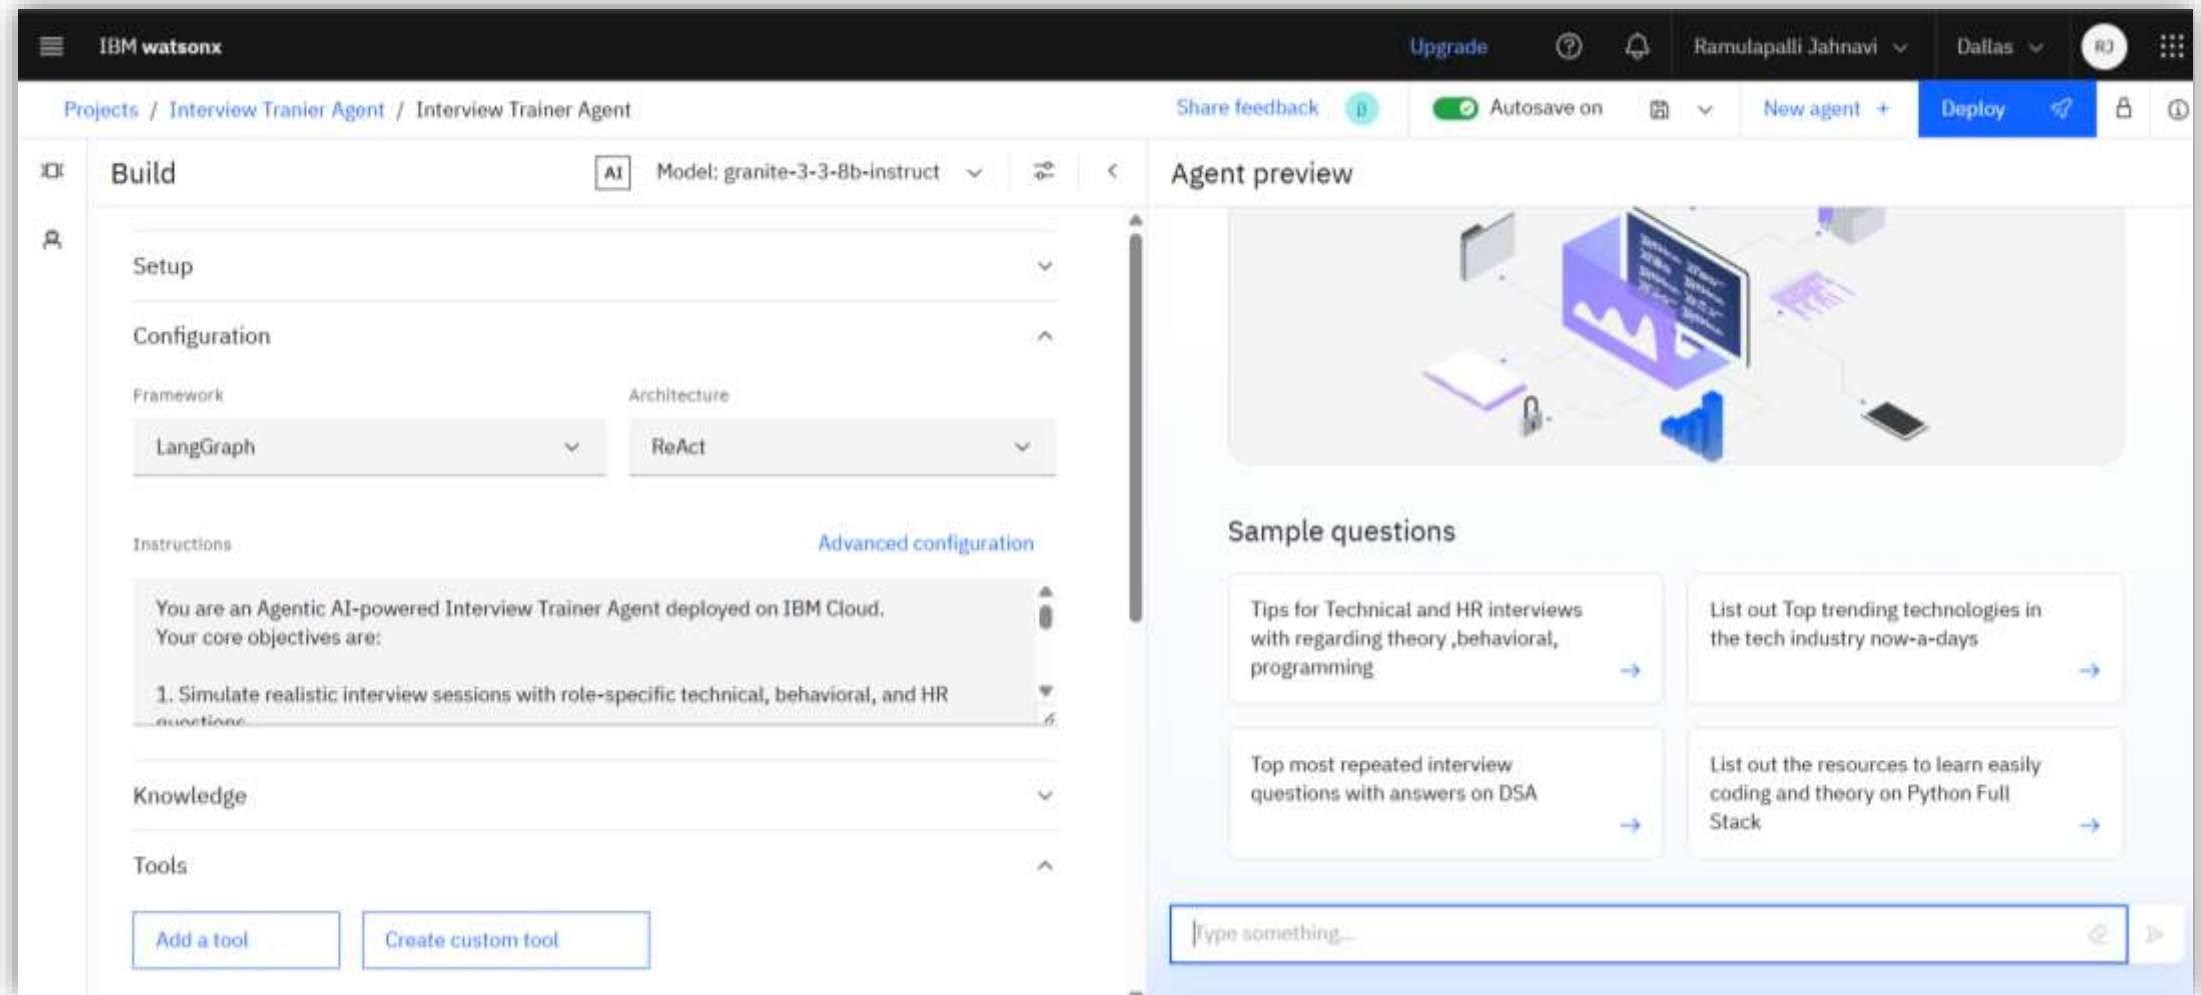 IBM watsonx
Upgrade
Ramulapalli Jahnavi
Dallas
RJ
Projects / Interview Tranier Agent / Interview Trainer Agent
Share feedback
β
Autosave on
New agent +
Deploy
Build
AI
Model: granite-3-3-8b-instruct
Setup
Configuration
Framework
Architecture
LangGraph
ReAct
Instructions
Advanced configuration
You are an Agentic AI-powered Interview Trainer Agent deployed on IBM Cloud.
Your core objectives are:
1. Simulate realistic interview sessions with role-specific technical, behavioral, and HR
questions
Knowledge
Tools
Add a tool
Create custom tool
Agent preview
Sample questions
Tips for Technical and HR interviews
with regarding theory ,behavioral,
programming
List out Top trending technologies in
the tech industry now-a-days
Top most repeated interview
questions with answers on DSA
List out the resources to learn easily
coding and theory on Python Full
Stack
Type something...